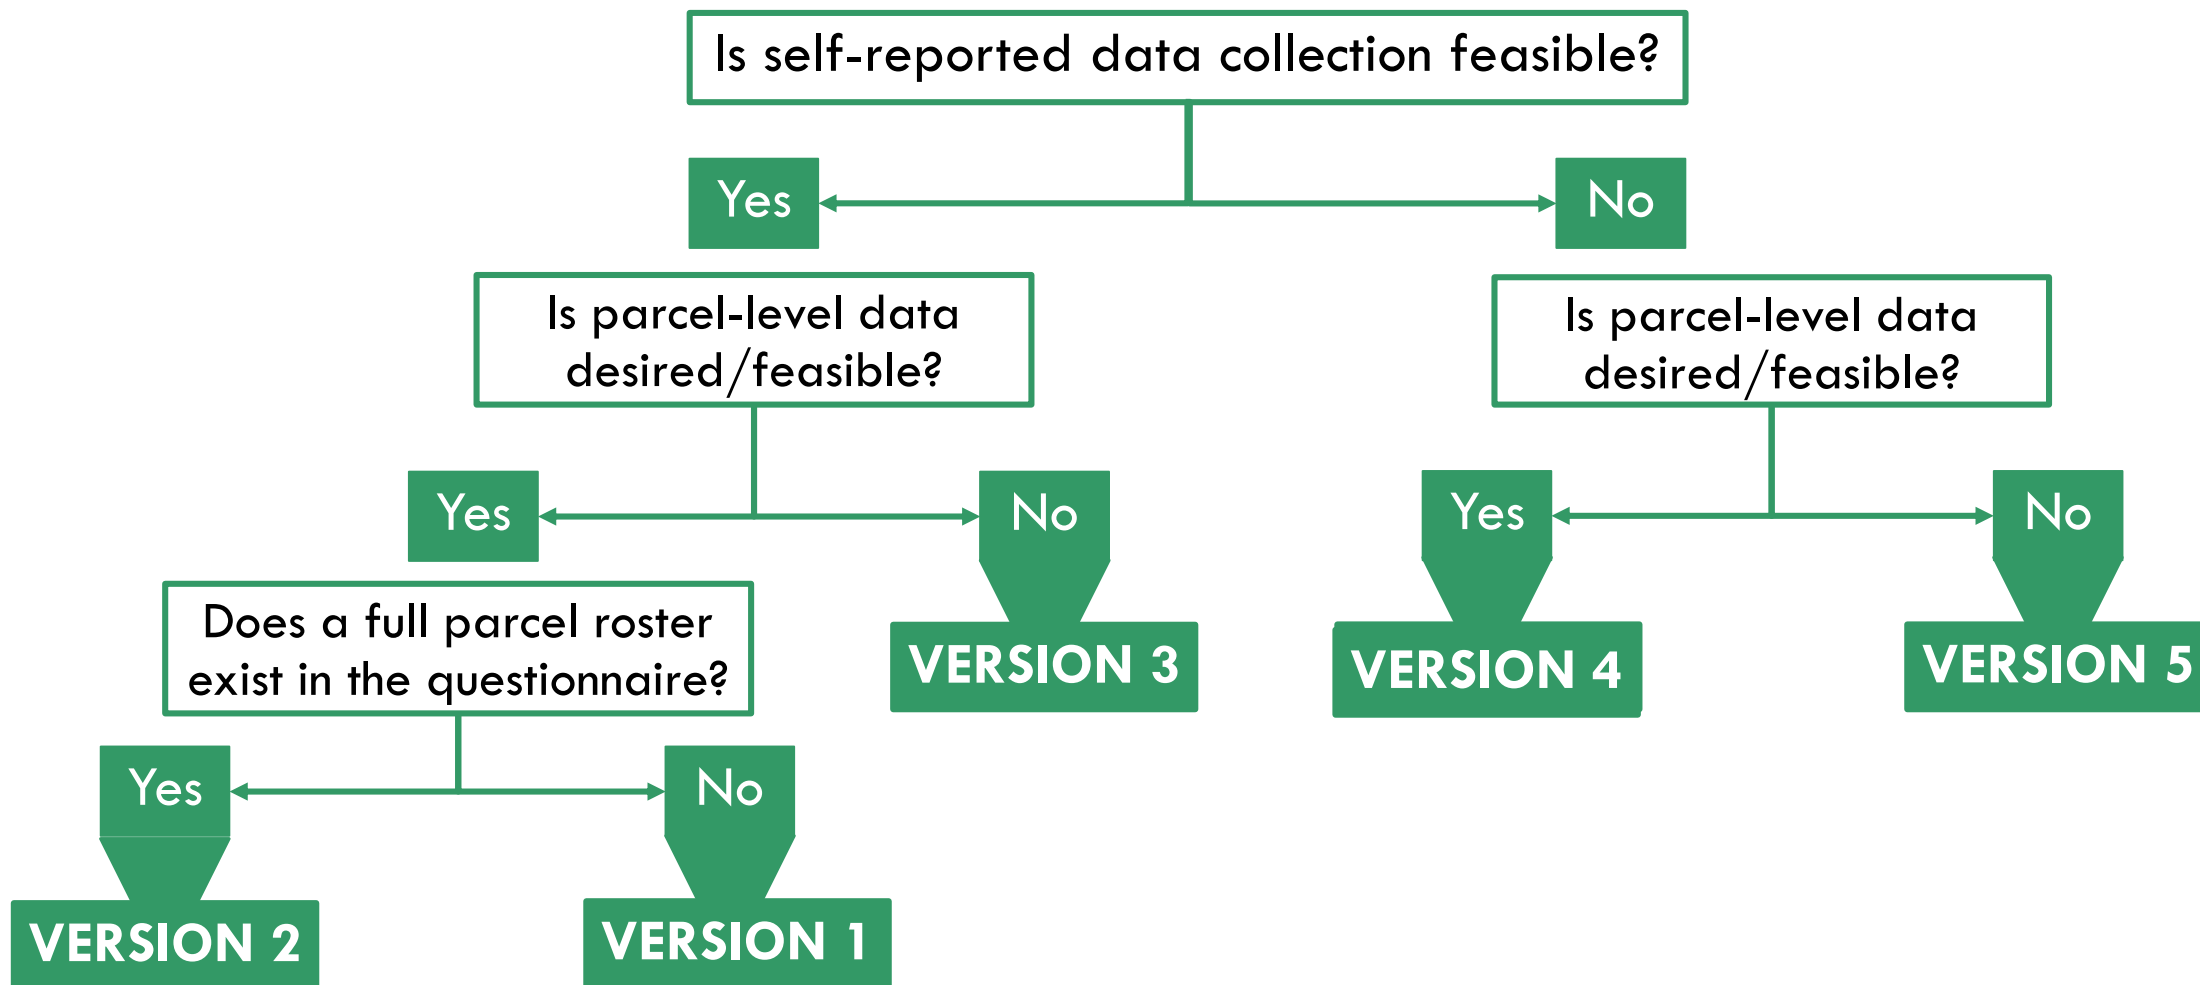 Is self-reported data collection feasible?
Yes
No
Is parcel-level data
desired/feasible?
Is parcel-level data
desired/feasible?
Yes
No
Yes
No
Does a full parcel roster
exist in the questionnaire?
VERSION 3
VERSION 4
VERSION 5
Yes
No
VERSION 2
VERSION 1